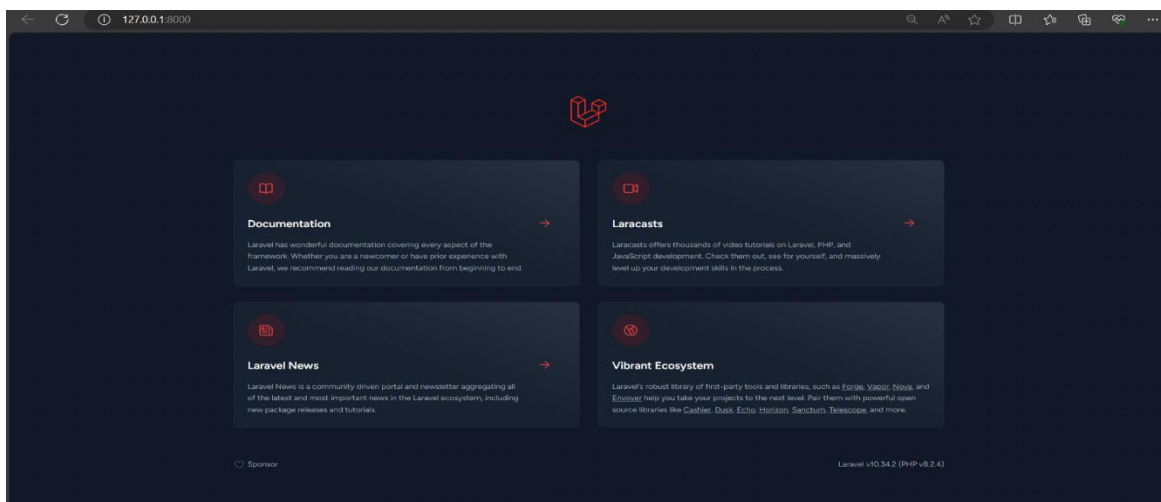 127.0.0.1:8000
Documentation
Laravel has wonderful documentation covering every aspect of the
framework. Whether you are a newcomer or have prior experience with
Laravel, we recommend reading our documentation from beginning to end.
Laracasts
Laracasts offers thousands of video tutorials on Laravel, PHP, and
JavaScript development. Check them out, see for yourself, and massively
level up your development skills in the process.
Laravel News
Laravel News is a community driven portal and newsletter aggregating all
of the latest and most important news in the Laravel ecosystem, including
new package releases and tutorials.
Vibrant Ecosystem
Laravel's robust library of first-party tools and libraries, such as Forge, Vapor, Nova, and
Envoyer help you take your projects to the next level. Pair them with powerful open
source libraries like Cashier, Dusk, Echo, Horizon, Sanctum, Telescope, and more.
Sponsor
Laravel v10.34.2 (PHP v8.2.4)